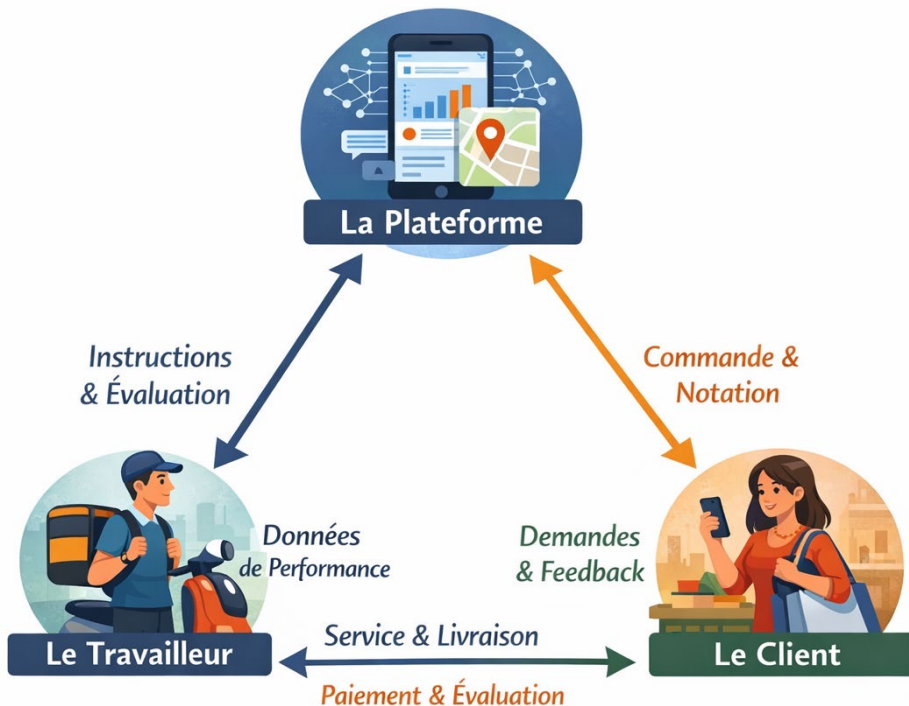 La Plateforme
Instructions
& Évaluation
Commande &
Notation
Données
de Performance
Demandes
& Feedback
Le Travailleur
Service & Livraison
Le Client
Paiement & Évaluation